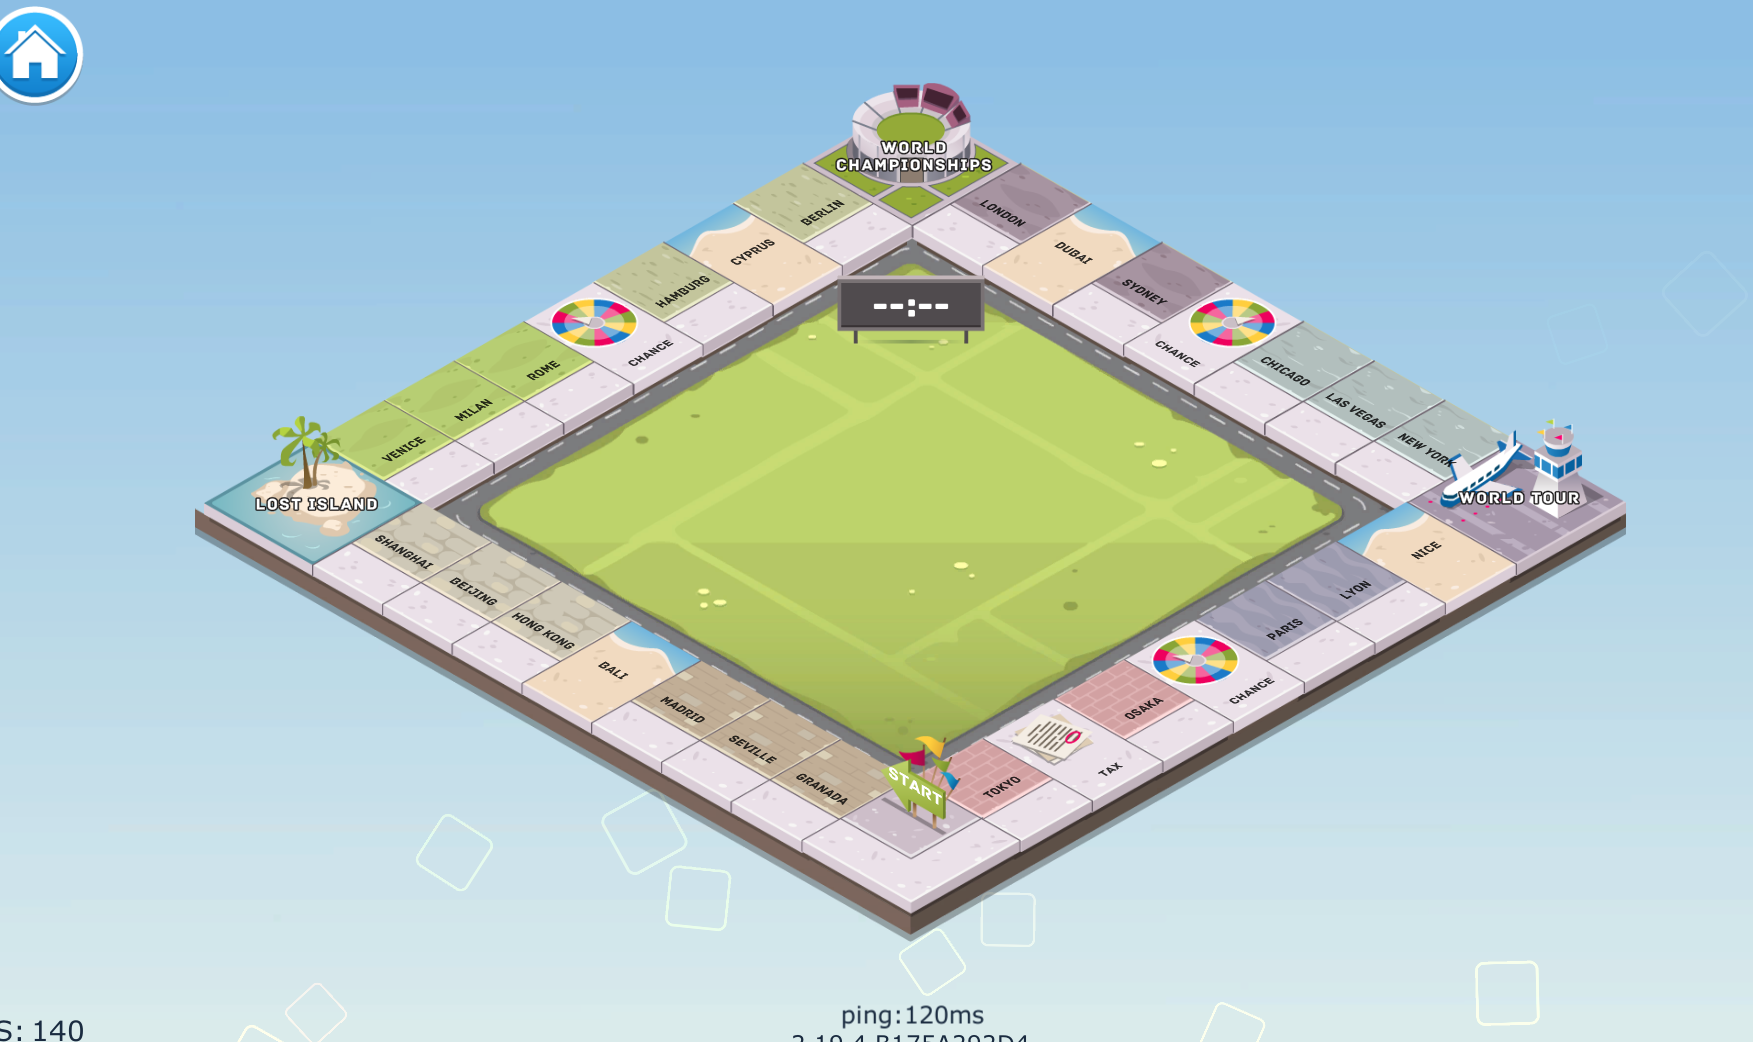 WORLD
CHAMPIONSHIPS
BERLIN
LONDON
CYPRUS
DUBAI
HAMBURG
SYDNEY
--:--
CHANCE
CHANCE
ROME
CHICAGO
MILAN
LAS VEGAS
VENICE
NEW YORK
LOST ISLAND
WORLD TOUR
SHANGHAI
NICE
BEIJING
LYON
HONG KONG
PARIS
BALI
CHANCE
MADRID
OSAKA
SEVILLE
TAX
GRANADA
TOKYO
START
S: 140
ping:120ms